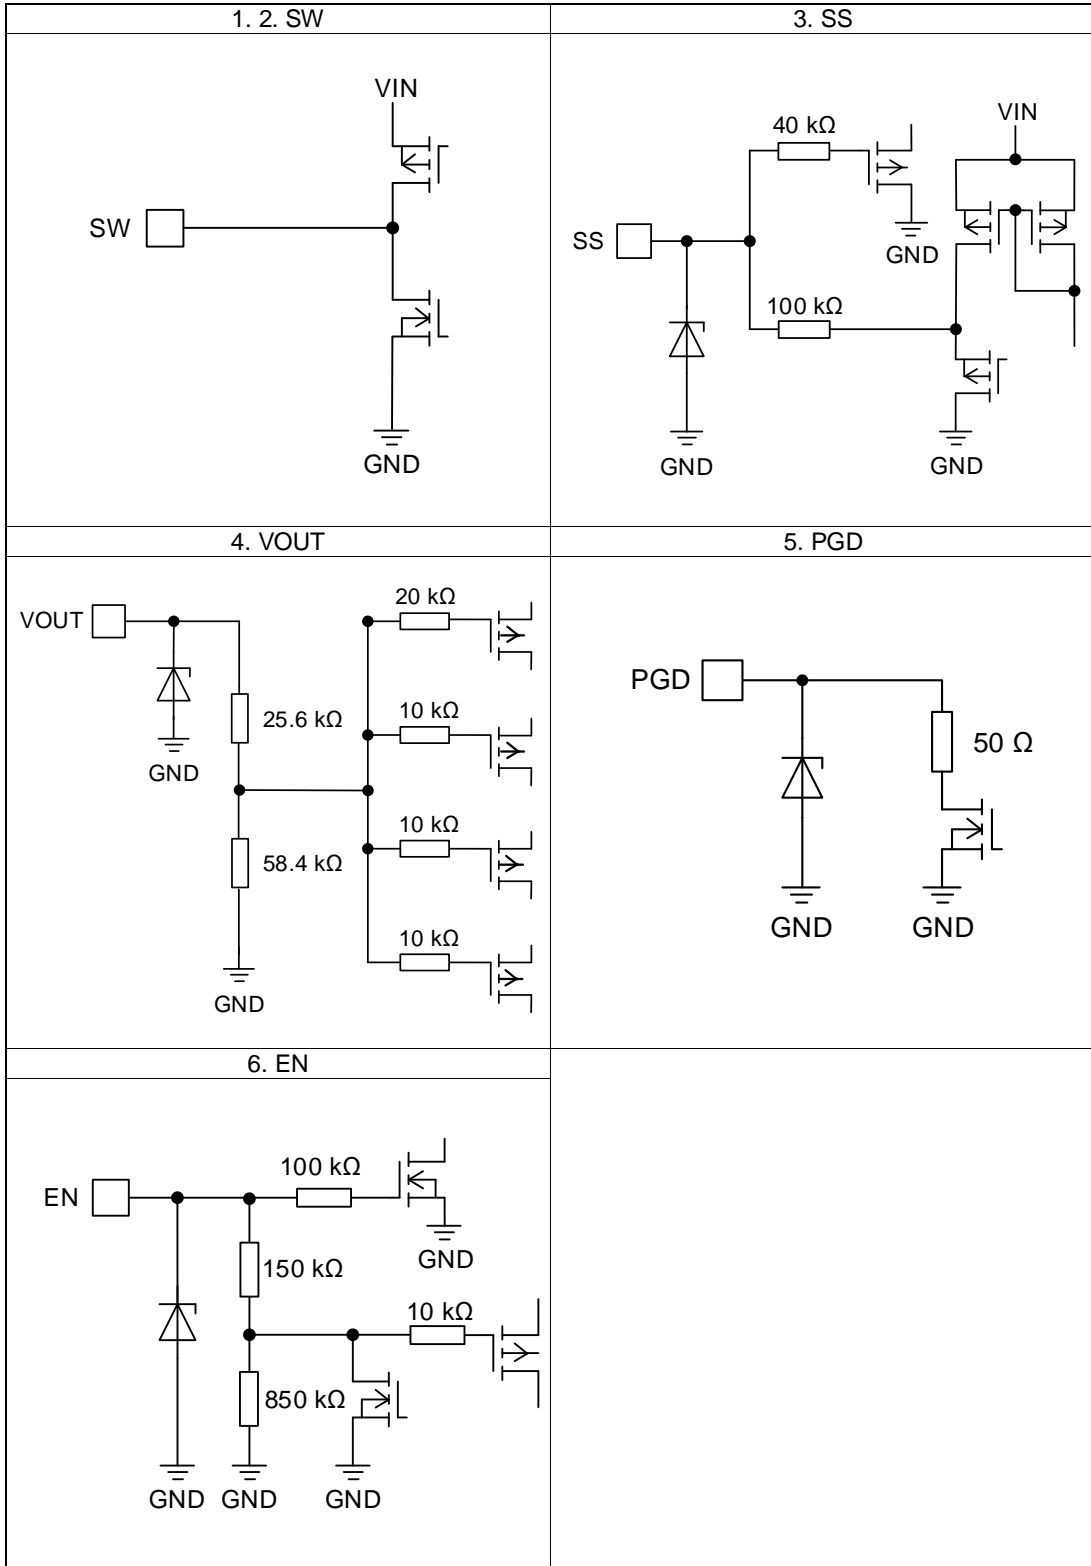 1. 2. SW
VIN
SW
GND
3. SS
40 kΩ
VIN
SS
GND
100 kΩ
GND
GND
4. VOUT
VOUT
20 kΩ
25.6 kΩ
10 kΩ
GND
58.4 kΩ
10 kΩ
10 kΩ
GND
5. PGD
PGD
50 Ω
GND
GND
6. EN
EN
100 kΩ
GND
150 kΩ
10 kΩ
850 kΩ
GND
GND
GND